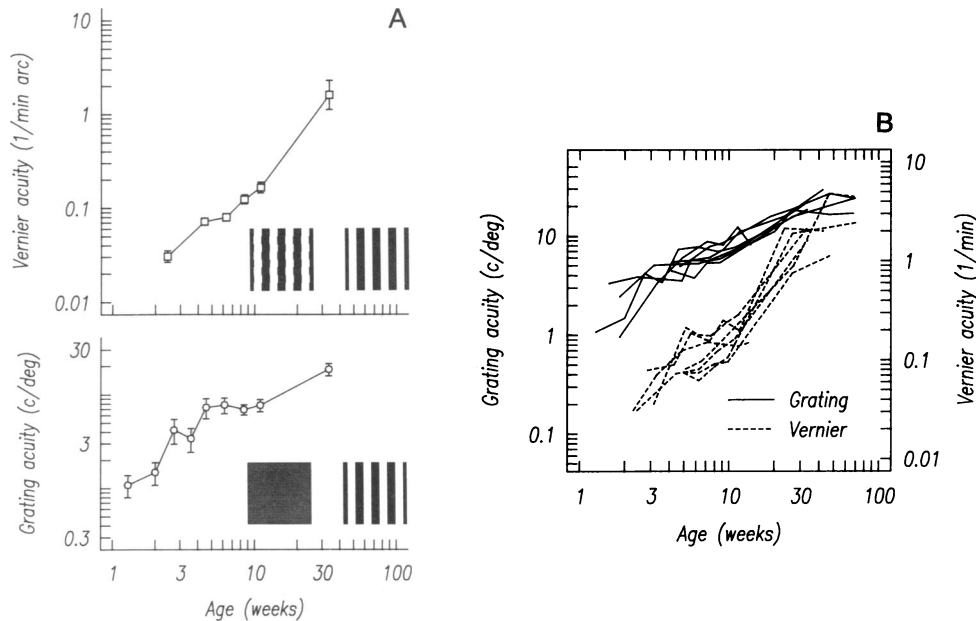 A
Vernier acuity (1/min arc)
10
1
0.1
0.01
Grating acuity (c/deg)
30
3
0.3
1
3
10
30
100
Age (weeks)
B
Grating acuity (c/deg)
10
1
0.1
Vernier acuity (1/min)
10
1
0.1
0.01
Grating
Vernier
1
3
10
30
100
Age (weeks)